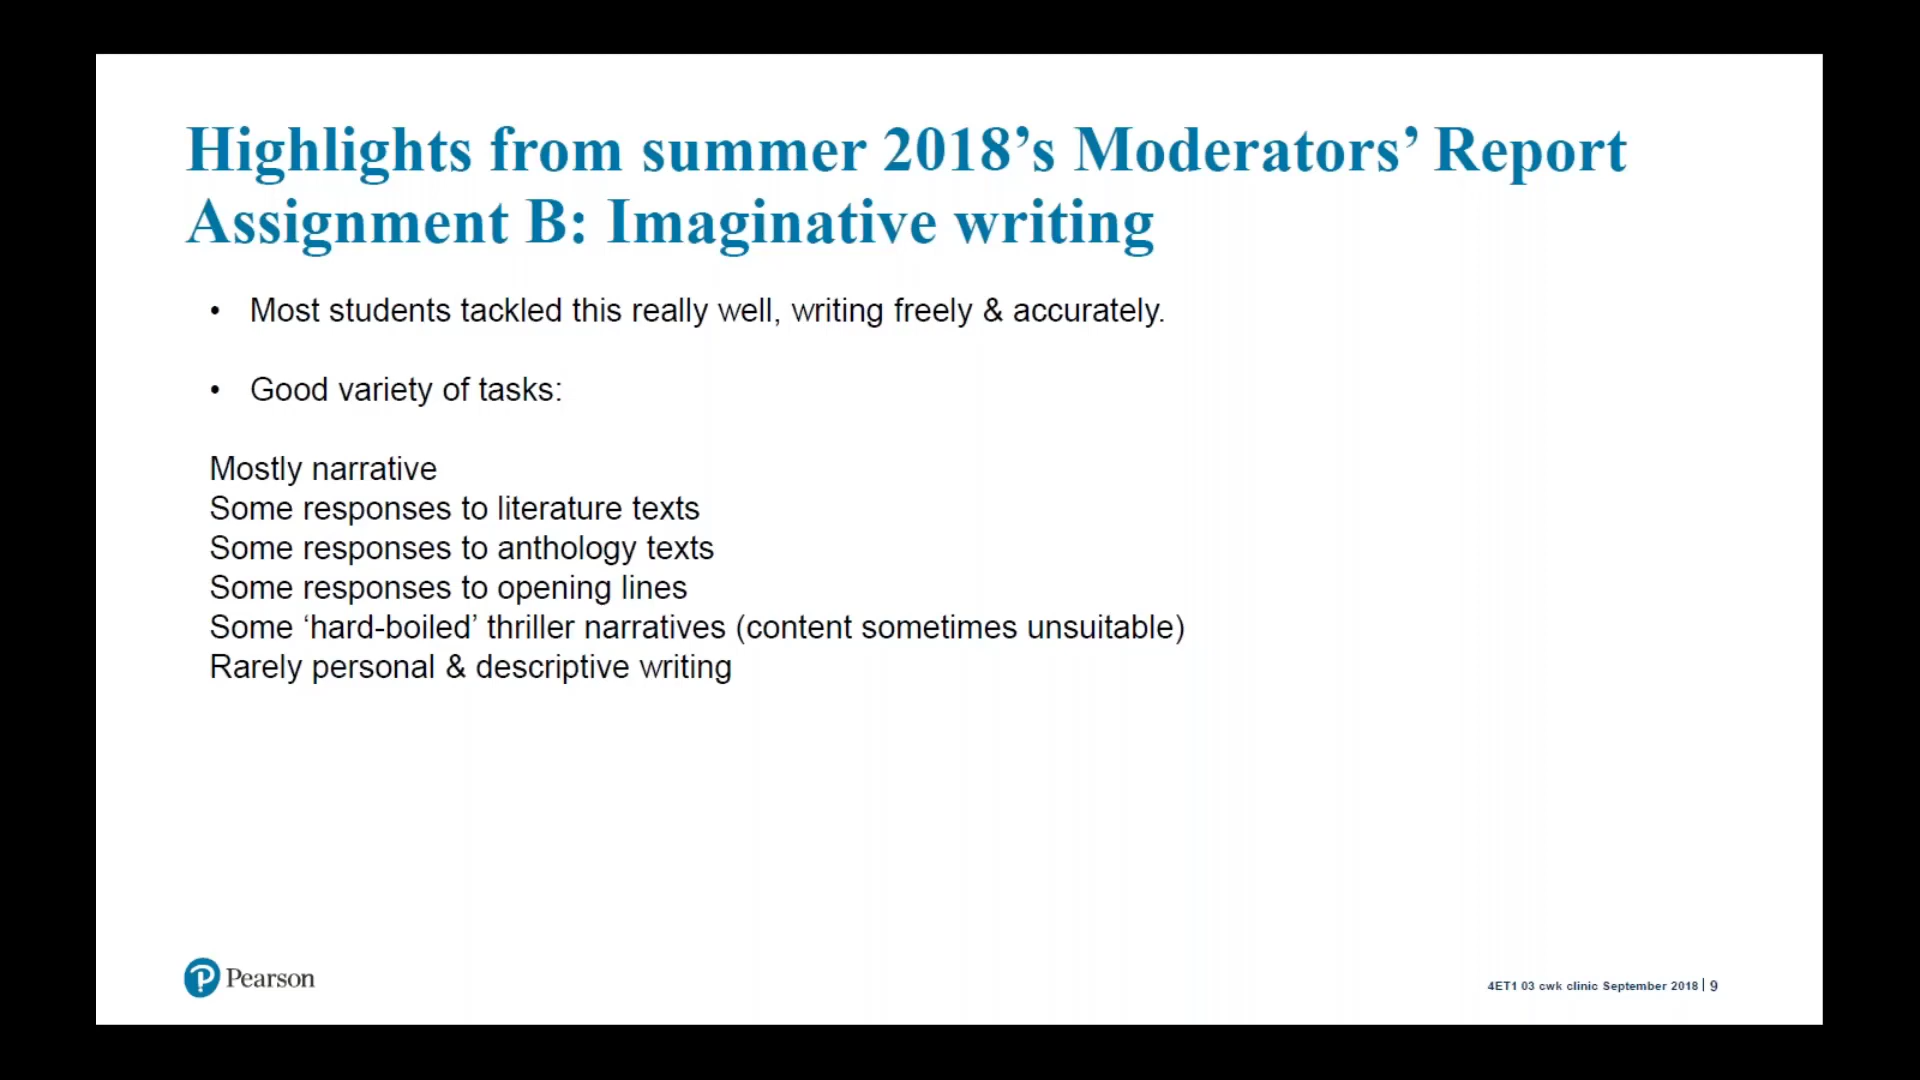 Highlights from summer 2018’s Moderators’ Report
Assignment B: Imaginative writing
• Most students tackled this really well, writing freely & accurately.
• Good variety of tasks:
Mostly narrative
Some responses to literature texts
Some responses to anthology texts
Some responses to opening lines
Some ‘hard-boiled’ thriller narratives (content sometimes unsuitable)
Rarely personal & descriptive writing
Pearson
4ET1 03 cwk clinic September 2018 | 9